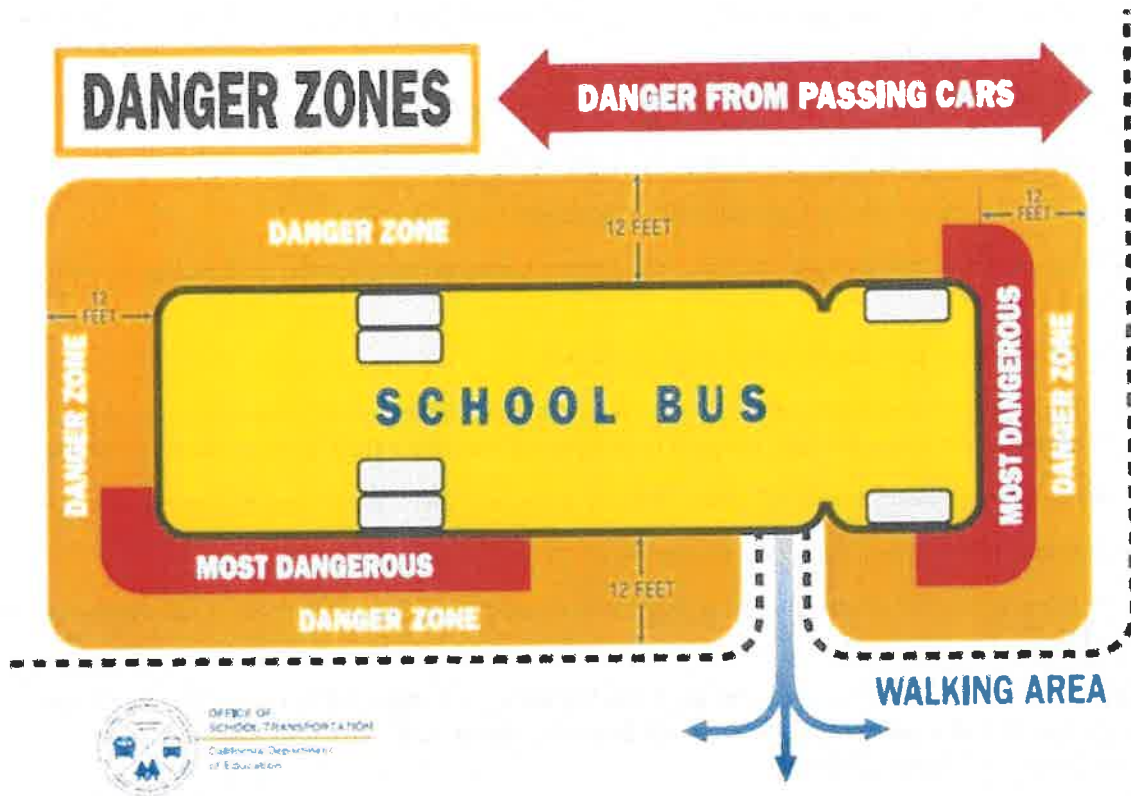 DANGER ZONES
DANGER FROM PASSING CARS
DANGER ZONE
12 FEET
12
FEET
12
FEET
DANGER ZONE
SCHOOL BUS
MOST DANGEROUS
DANGER ZONE
MOST DANGEROUS
12 FEET
DANGER ZONE
WALKING AREA
OFFICE OF
SCHOOL TRANSPORTATION
California Department
of Education